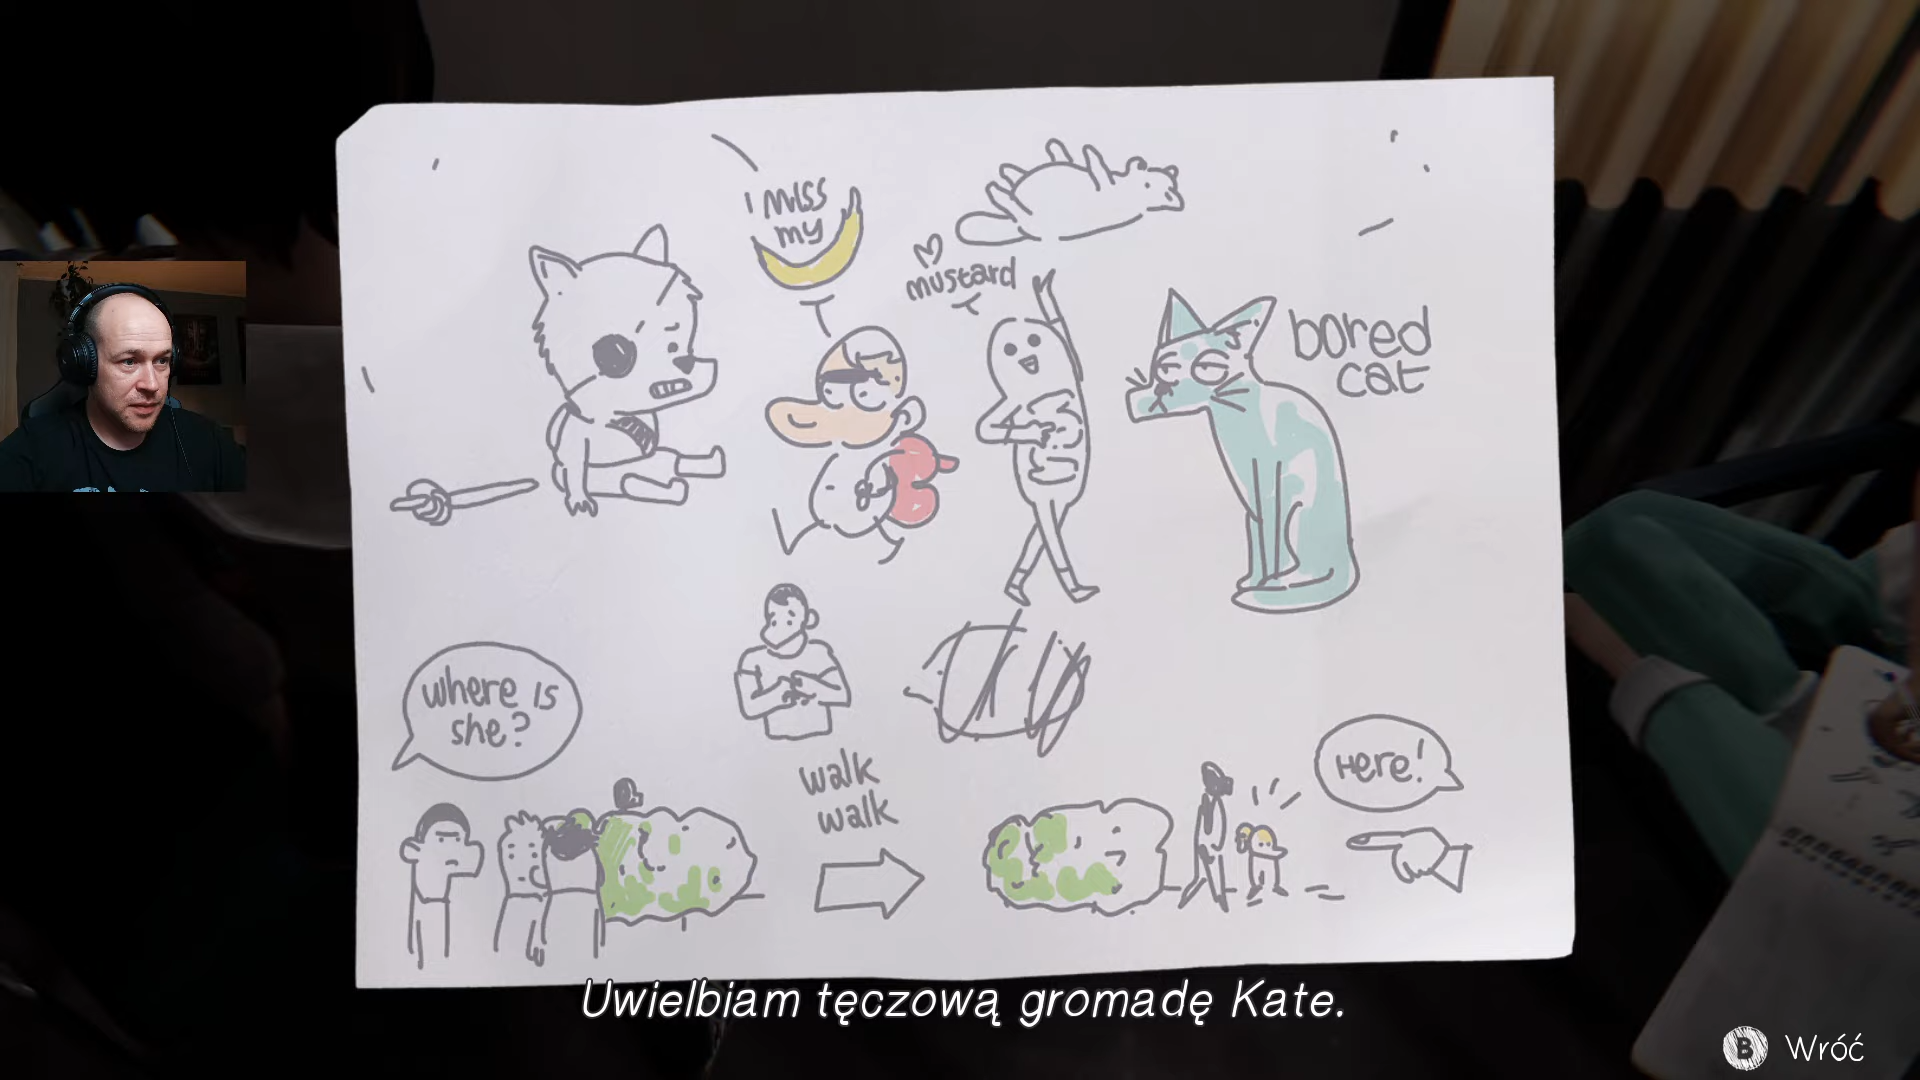 I MISS
MY
mustard
bored
cat
where is
she?
walk
walk
Here!
Uwielbiam tęczową gromadę Kate.
B Wróć